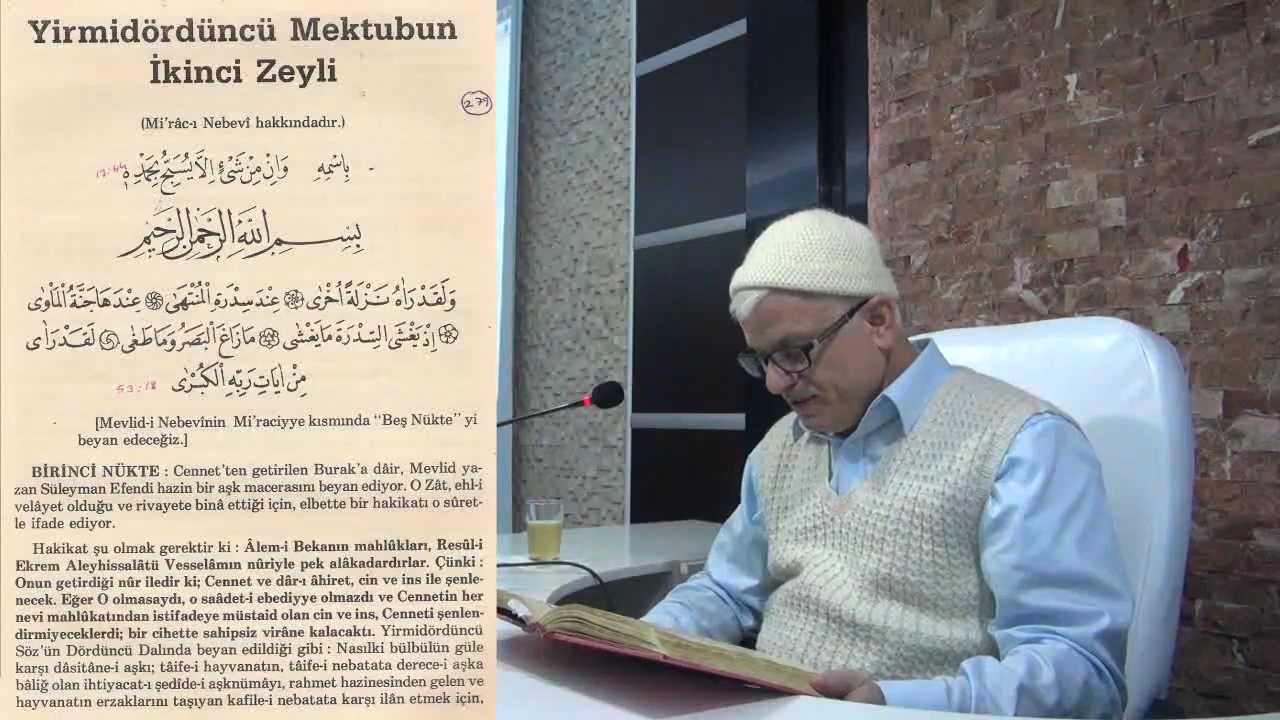 Yirmidördüncü Mektubun
İkinci Zeyli
279
(Mi'râc-ı Nebevî hakkındadır.)
بِاسْمِهِ وَاِنْ مِنْ شَيْءٍ اِلَّا يُسَبِّحُ بِحَمْدِهِ 17:44
بِسْمِ اللهِ الرَّحْمٰنِ الرَّحِيمِ
وَلَقَدْ رَاٰهُ نَزْلَةً اُخْرٰى عِنْدَ سِدْرَةِ الْمُنْتَهٰى عِنْدَهَا جَنَّةُ الْمَاْوٰى
اِذْ يَغْشَى السِّدْرَةَ مَا يَغْشٰى مَا زَاغَ الْبَصَرُ وَمَا طَغٰى لَقَدْ رَاٰى
مِنْ اٰيَاتِ رَبِّهِ الْكُبْرٰى 53:18
[Mevlid-i Nebevînin Mi'raciyye kısmında "Beş Nükte" yi
beyan edeceğiz.]
BİRİNCİ NÜKTE : Cennet'ten getirilen Burak'a dâir, Mevlid ya-
zan Süleyman Efendi hazin bir aşk macerasını beyan ediyor. O Zât, ehl-i
velâyet olduğu ve rivayete binâ ettiği için, elbette bir hakikatı o sûret-
le ifade ediyor.
Hakikat şu olmak gerektir ki : Âlem-i Bekanın mahlûkları, Resûl-i
Ekrem Aleyhissalâtü Vesselâmın nûriyle pek alâkadardırlar. Çünki :
Onun getirdiği nûr iledir ki; Cennet ve dâr-ı âhiret, cin ve ins ile şenle-
necek. Eğer O olmasaydı, o saâdet-i ebediyye olmazdı ve Cennetin her
nevi mahlûkatından istifadeye müstaid olan cin ve ins, Cenneti şenlen-
dirmiyeceklerdi; bir cihette sahipsiz virâne kalacaktı. Yirmidördüncü
Söz'ün Dördüncü Dalında beyan edildiği gibi : Nasılki bülbülün güle
karşı dâsitâne-i aşkı; tâife-i hayvanatın, tâife-i nebatata derece-i aşka
bâliğ olan ihtiyacat-ı şedîde-i aşknümâyı, rahmet hazinesinden gelen ve
hayvanatın erzaklarını taşıyan kafile-i nebatata karşı ilân etmek için,